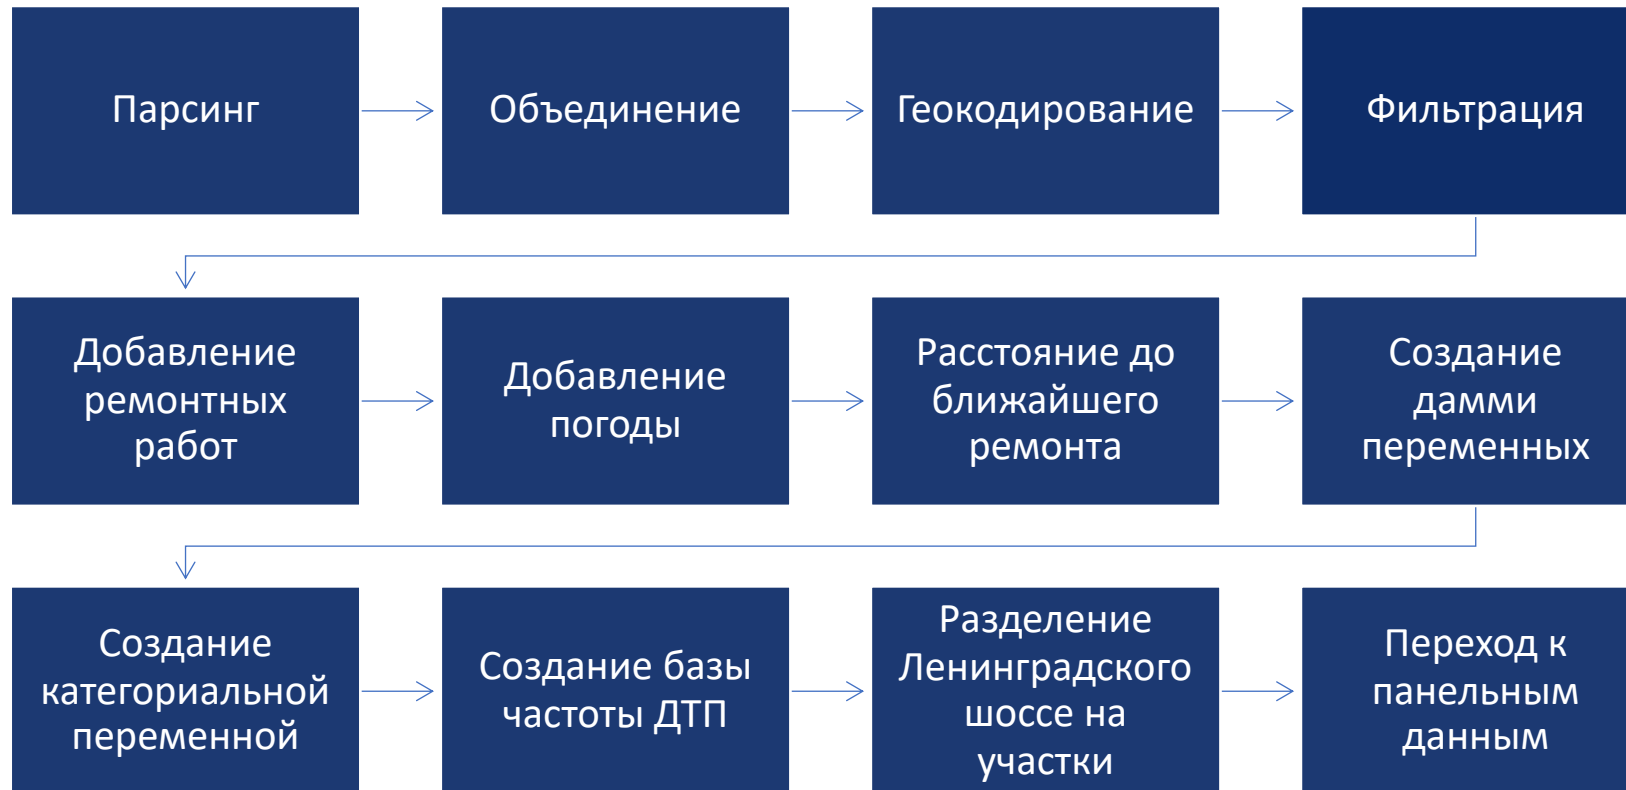 Парсинг
Объединение
Геокодирование
Фильтрация
Добавление
ремонтных
работ
Добавление
погоды
Расстояние до
ближайшего
ремонта
Создание
дамми
переменных
Создание
категориальной
переменной
Создание базы
частоты ДТП
Разделение
Ленинградского
шоссе на
участки
Переход к
панельным
данным